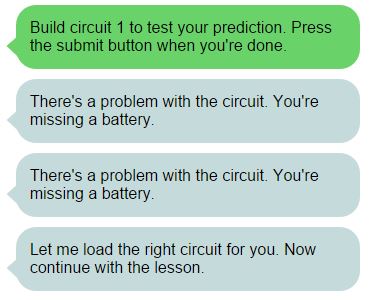 Build circuit 1 to test your prediction. Press
the submit button when you're done.
There's a problem with the circuit. You're
missing a battery.
There's a problem with the circuit. You're
missing a battery.
Let me load the right circuit for you. Now
continue with the lesson.